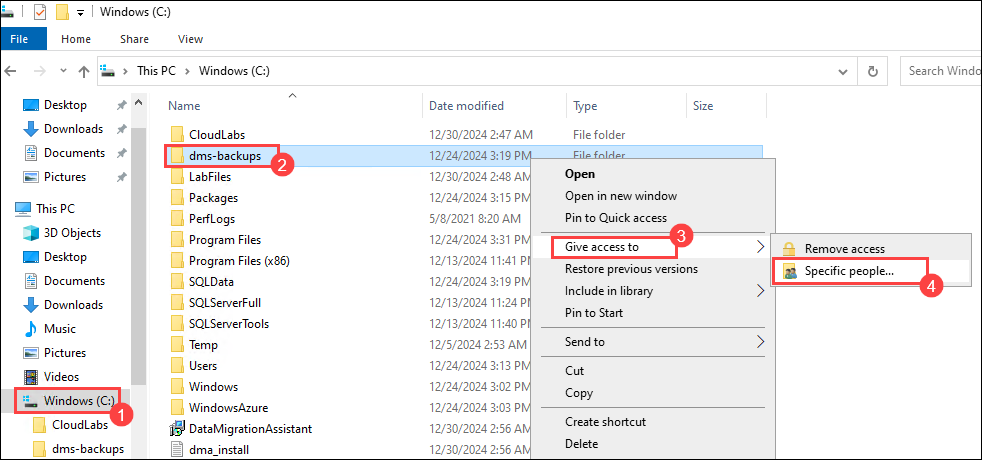 Windows (C:)
File Home Share View
This PC Windows (C:) Search Windo
Name Date modified Type Size
Desktop
Downloads
Documents
Pictures
This PC
3D Objects
Desktop
Downloads
Documents
Music
Pictures
Videos
Windows (C:) 1
CloudLabs
dms-backups
CloudLabs 12/30/2024 2:47 AM File folder
dms-backups 2 12/24/2024 3:19 PM File folder
LabFiles 12/30/2024 2:48 AM
Packages 12/24/2024 3:15 PM
PerfLogs 5/8/2021 8:20 AM
Program Files 12/24/2024 3:31 PM
Program Files (x86) 12/13/2024 11:41 P
SQLData 12/24/2024 3:19 PM
SQLServerFull 12/13/2024 11:24 P
SQLServerTools 12/13/2024 11:40 P
Temp 12/5/2024 2:53 AM
Users 12/24/2024 3:13 PM
Windows 12/24/2024 3:02 PM
WindowsAzure 12/24/2024 3:03 PM
DataMigrationAssistant 12/30/2024 2:56 AM
dma_install 12/30/2024 2:56 AM
Open
Open in new window
Pin to Quick access
Give access to 3
Restore previous versions
Include in library
Pin to Start
Send to
Cut
Copy
Create shortcut
Delete
Remove access
Specific people... 4